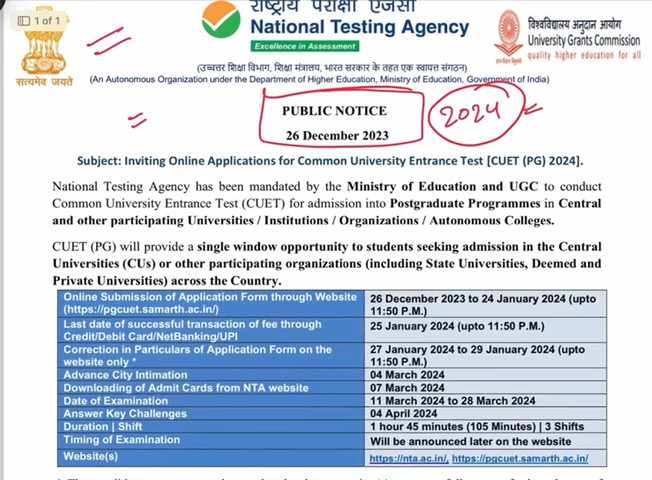 1 of 1
राष्ट्रीय परीक्षा एजेंसी
National Testing Agency
Excellence in Assessment
विश्वविद्यालय अनुदान आयोग
University Grants Commission
quality higher education for all
सत्यमेव जयते
(उच्चतर शिक्षा विभाग, शिक्षा मंत्रालय, भारत सरकार के तहत एक स्वायत्त संगठन)
(An Autonomous Organization under the Department of Higher Education, Ministry of Education, Government of India)
PUBLIC NOTICE
26 December 2023
2024
Subject: Inviting Online Applications for Common University Entrance Test [CUET (PG) 2024].
National Testing Agency has been mandated by the Ministry of Education and UGC to conduct
Common University Entrance Test (CUET) for admission into Postgraduate Programmes in Central
and other participating Universities / Institutions / Organizations / Autonomous Colleges.
CUET (PG) will provide a single window opportunity to students seeking admission in the Central
Universities (CUs) or other participating organizations (including State Universities, Deemed and
Private Universities) across the Country.
Online Submission of Application Form through Website
(https://pgcuet.samarth.ac.in/)
26 December 2023 to 24 January 2024 (upto
11:50 P.M.)
Last date of successful transaction of fee through
Credit/Debit Card/NetBanking/UPI
25 January 2024 (upto 11:50 P.M.)
Correction in Particulars of Application Form on the
website only *
27 January 2024 to 29 January 2024 (upto
11:50 P.M.)
Advance City Intimation
04 March 2024
Downloading of Admit Cards from NTA website
07 March 2024
Date of Examination
11 March 2024 to 28 March 2024
Answer Key Challenges
04 April 2024
Duration | Shift
1 hour 45 minutes (105 Minutes) | 3 Shifts
Timing of Examination
Will be announced later on the website
Website(s)
https://nta.ac.in/, https://pgcuet.samarth.ac.in/